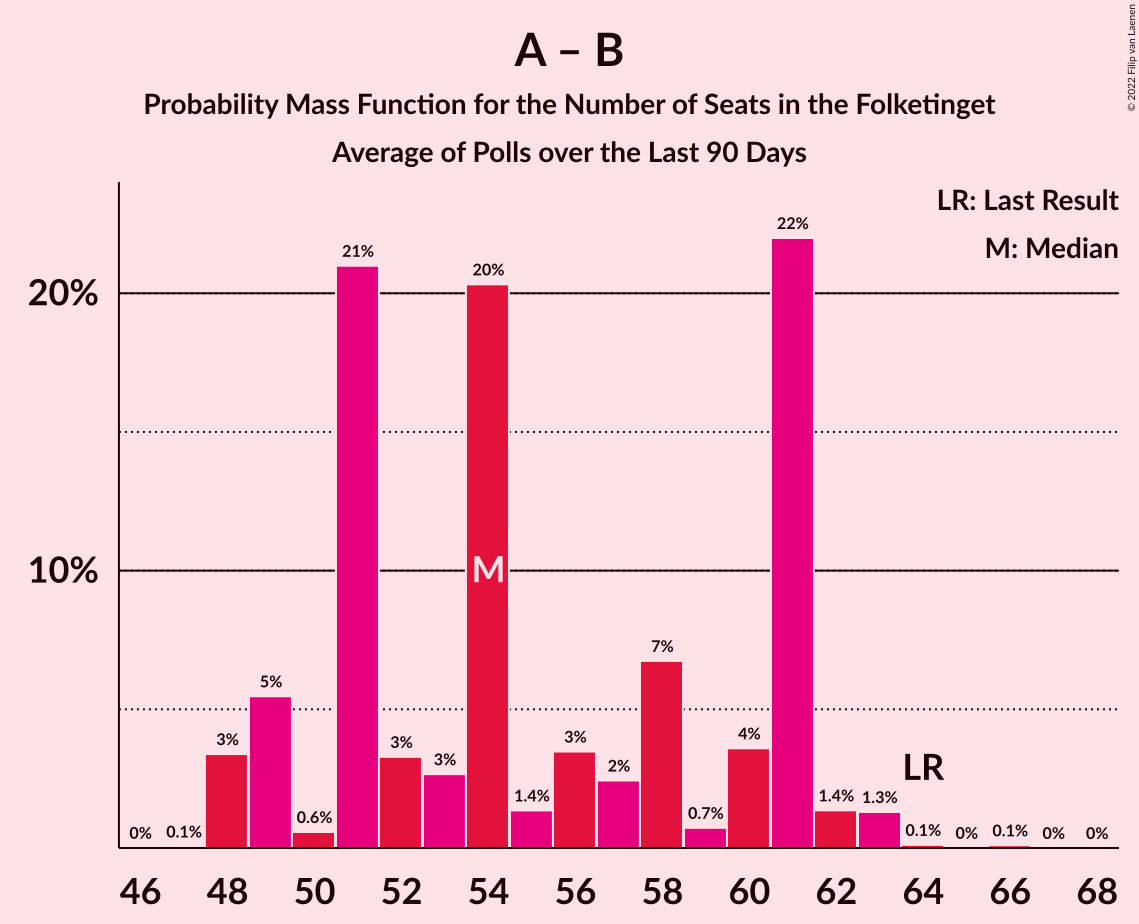 A – B
Probability Mass Function for the Number of Seats in the Folketinget
Average of Polls over the Last 90 Days
© 2022 Filip van Laenen
LR: Last Result
M: Median
20%
10%
0%
0.1%
3%
5%
0.6%
21%
3%
3%
20%
M
1.4%
3%
2%
7%
0.7%
4%
22%
1.4%
1.3%
LR
0.1%
0%
0.1%
0%
0%
46 48 50 52 54 56 58 60 62 64 66 68